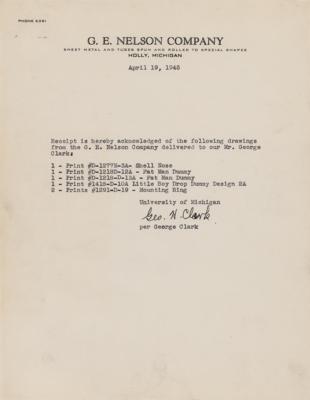 PHONE 5381
G. E. NELSON COMPANY
SHEET METAL AND TUBES SPUN AND ROLLED TO SPECIAL SHAPES
HOLLY, MICHIGAN
April 19, 1945
Receipt is hereby acknowledged of the following drawings
from the G. E. Nelson Company delivered to our Mr. George
Clark:
1 - Print #D-1277H-3A- Shell Nose
1 - Print #D-1218D-12A - Fat Man Dummy
1 - Print #D-1218-D-13A - Fat Man Dummy
1 - Print #1418-D-10A Little Boy Drop Dummy Design 2A
2 - Prints #1291-D-19 - Mounting Ring
University of Michigan
Geo. H. Clark
per George Clark